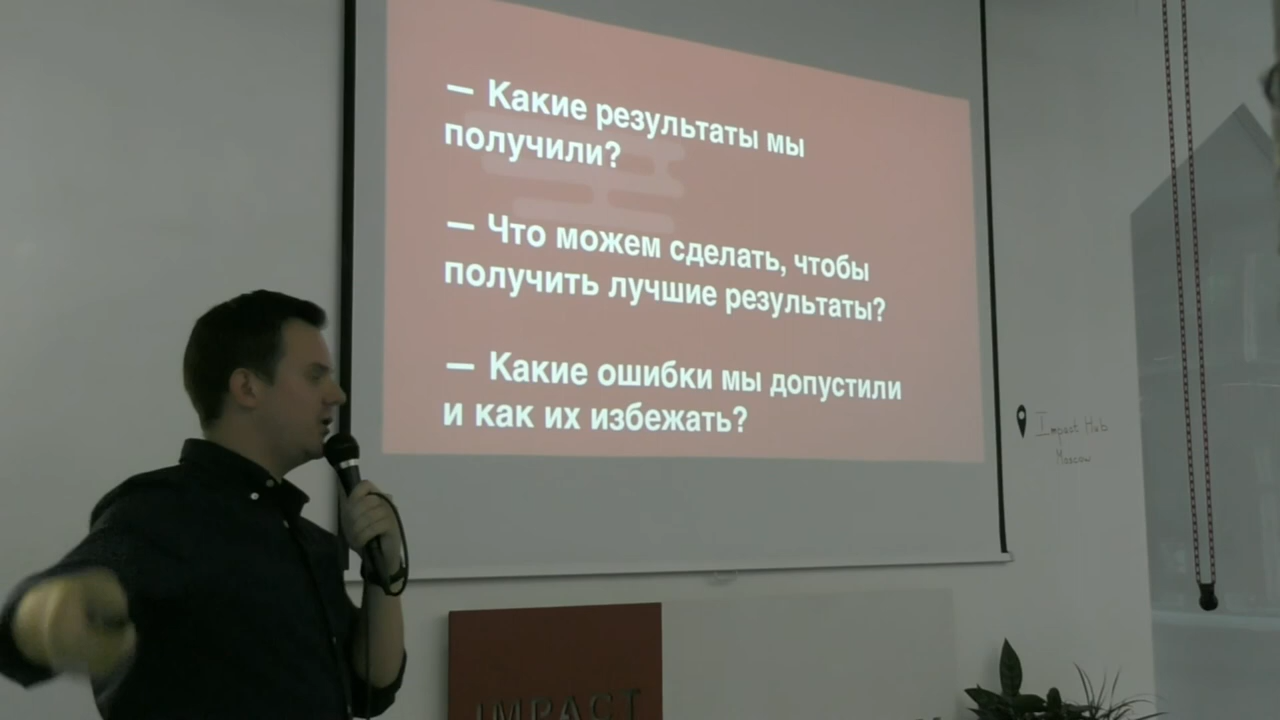 — Какие результаты мы
получили?
— Что можем сделать, чтобы
получить лучшие результаты?
— Какие ошибки мы допустили
и как их избежать?
Impact Hub
Moscow
IMPACT